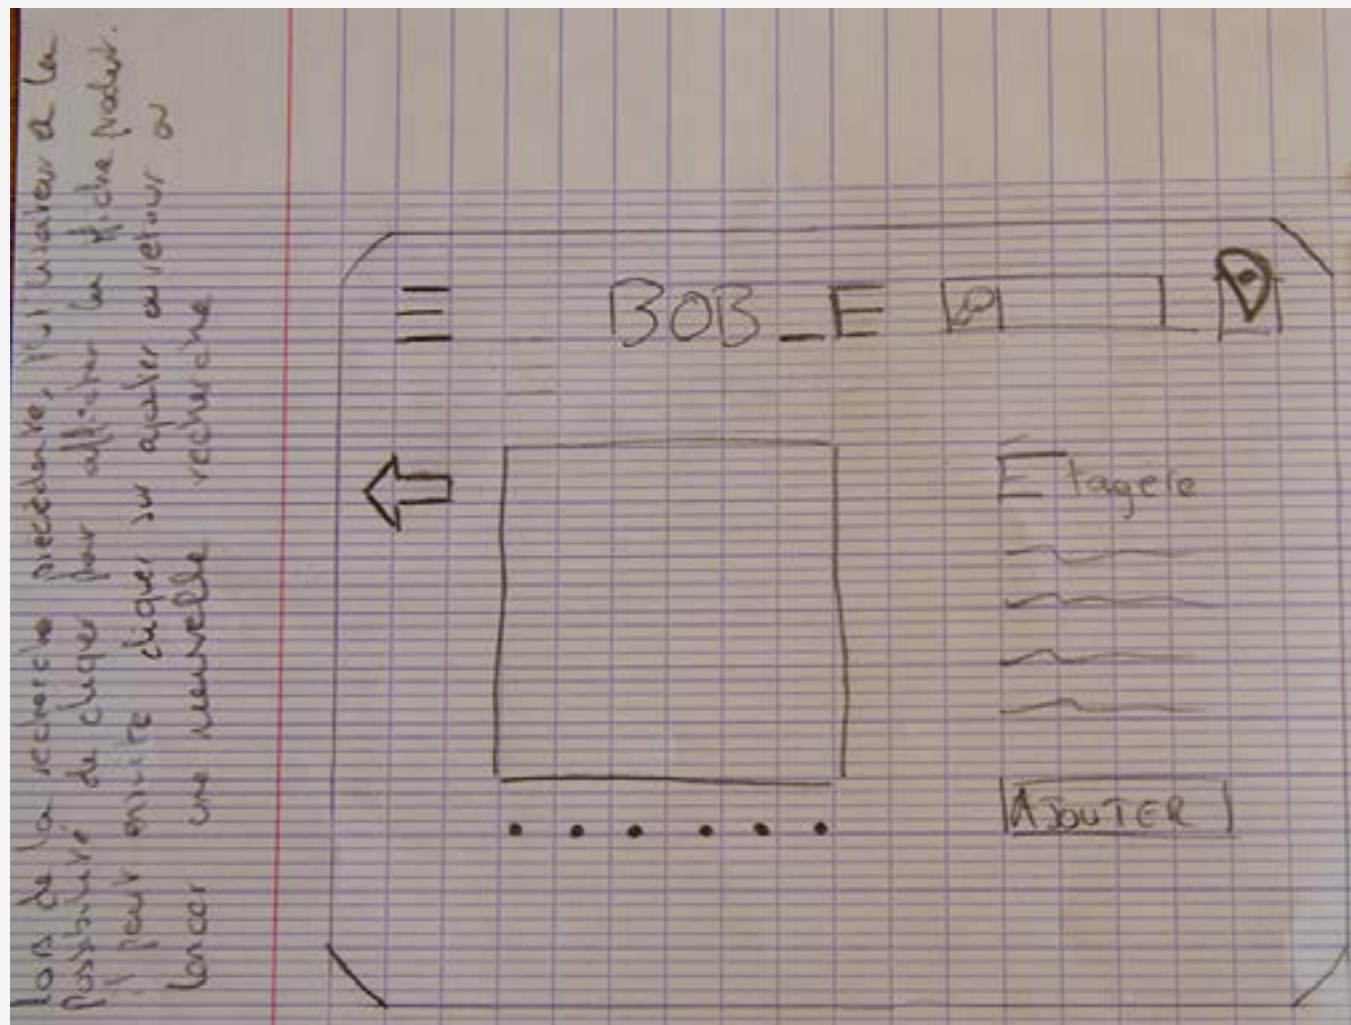 lors de la recherche précédente, l'utilisateur a la
possibilité de cliquer pour afficher la fiche produit.
il peut ensuite cliquer sur ajouter ou retour ou
lancer une nouvelle recherche
BOB_E
Étagère
AJOUTER